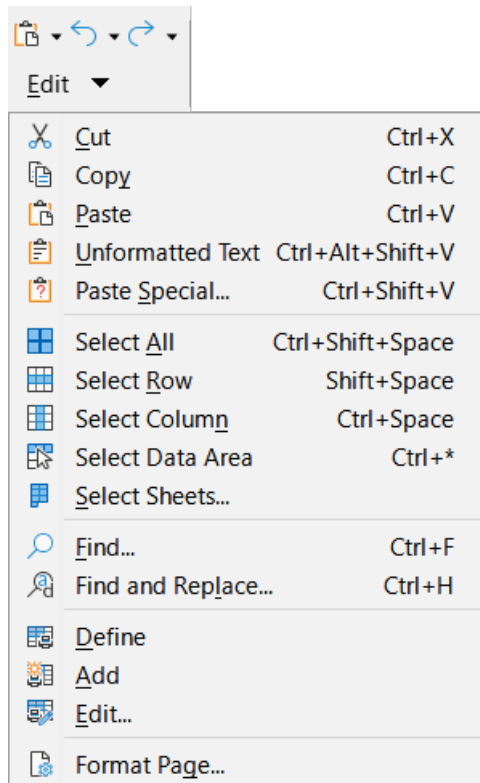 Edit
Cut Ctrl+X
Copy Ctrl+C
Paste Ctrl+V
Unformatted Text Ctrl+Alt+Shift+V
Paste Special... Ctrl+Shift+V
Select All Ctrl+Shift+Space
Select Row Shift+Space
Select Column Ctrl+Space
Select Data Area Ctrl+*
Select Sheets...
Find... Ctrl+F
Find and Replace... Ctrl+H
Define
Add
Edit...
Format Page...